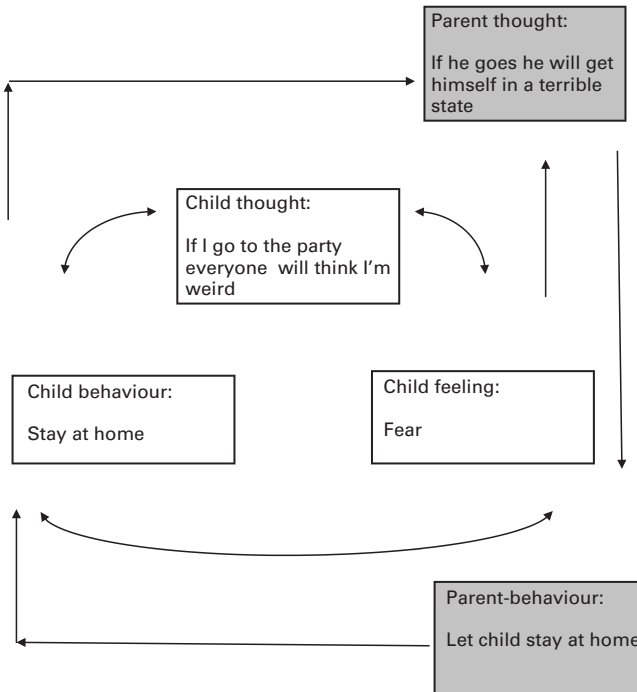 Parent thought:
If he goes he will get
himself in a terrible
state
Child thought:
If I go to the party
everyone will think I'm
weird
Child behaviour:
Stay at home
Child feeling:
Fear
Parent-behaviour:
Let child stay at home